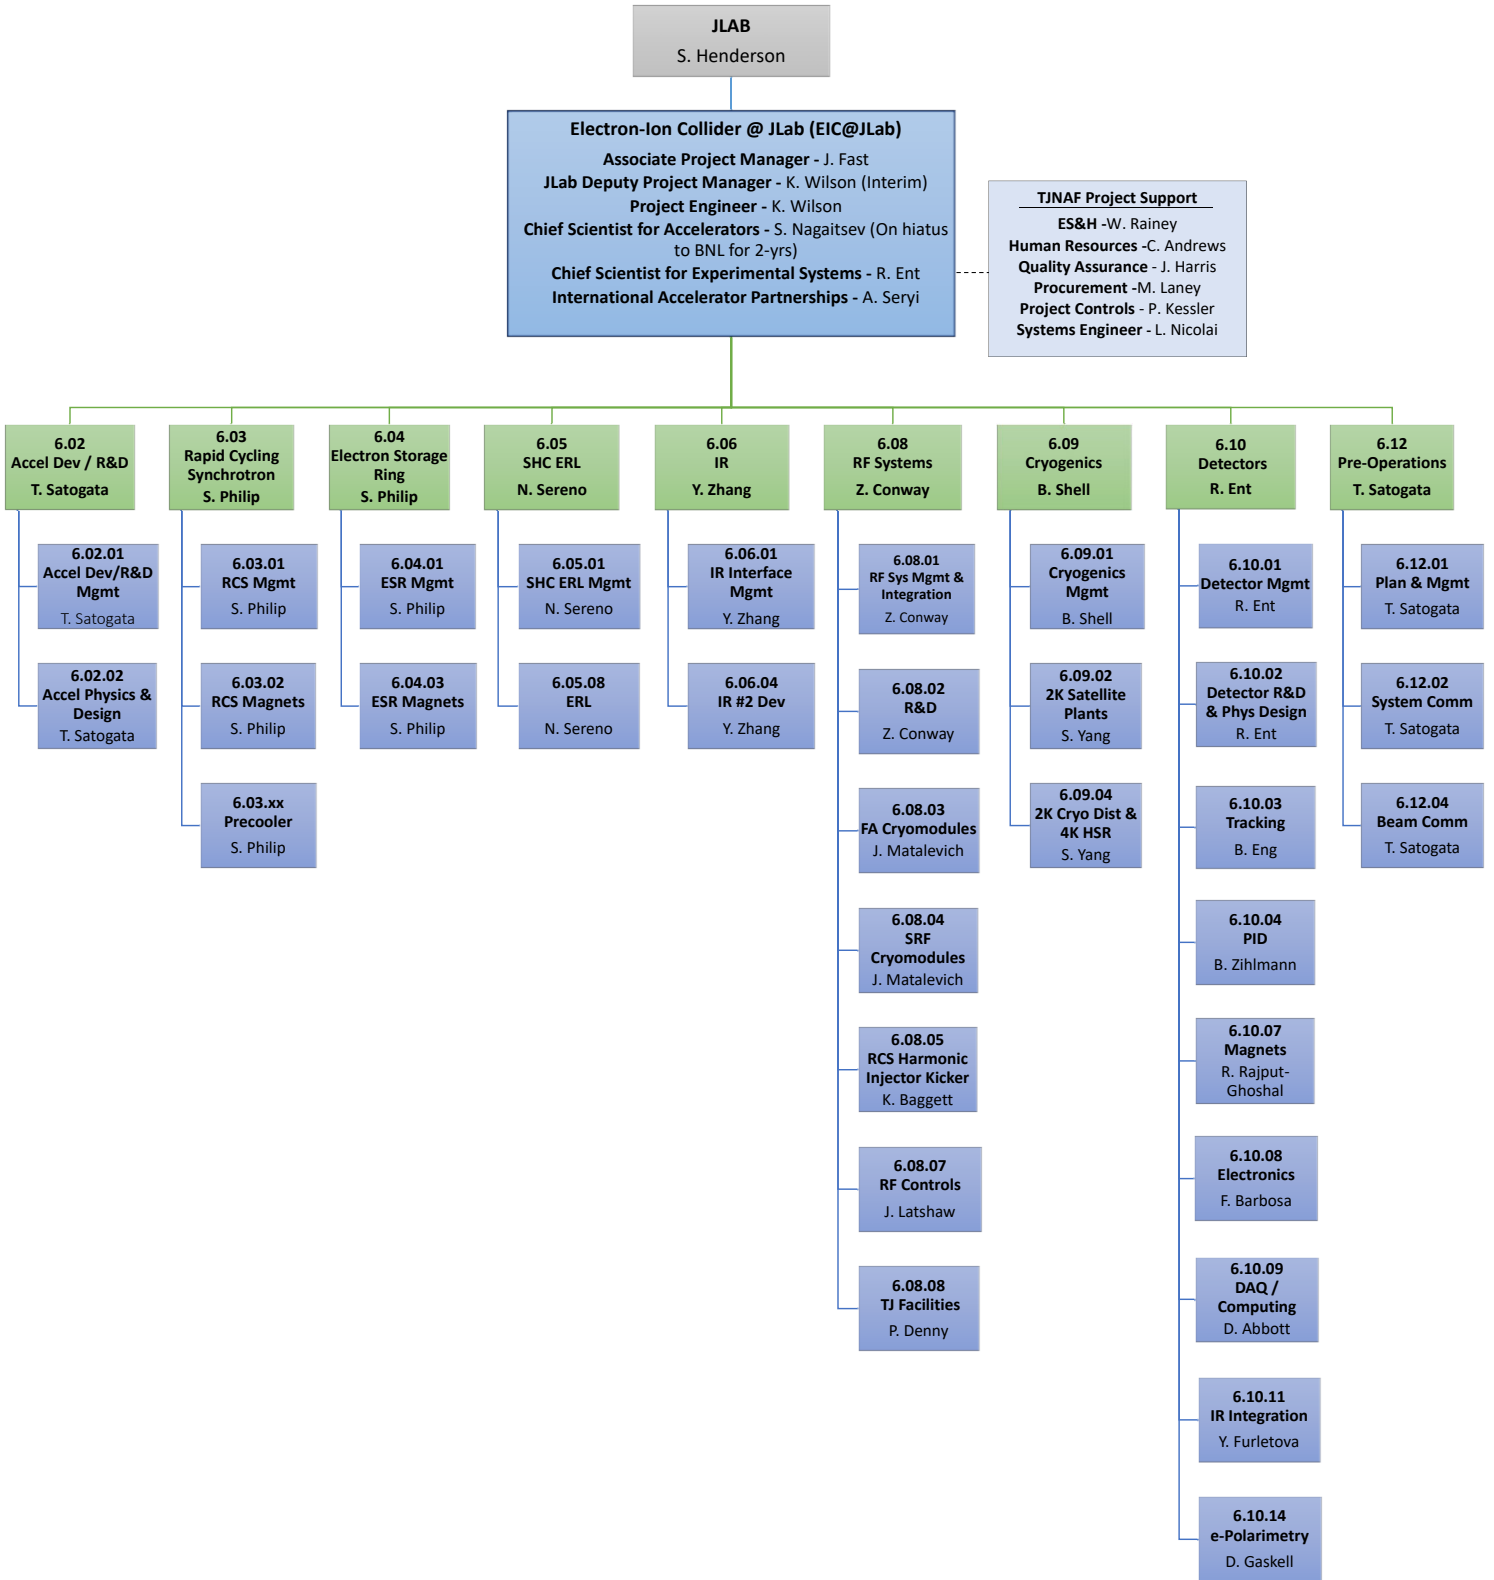 JLAB
S. Henderson
Electron-Ion Collider @ JLab (EIC@JLab)
Associate Project Manager - J. Fast
JLab Deputy Project Manager - K. Wilson (Interim)
Project Engineer - K. Wilson
Chief Scientist for Accelerators - S. Nagaitsev (On hiatus
to BNL for 2-yrs)
Chief Scientist for Experimental Systems - R. Ent
International Accelerator Partnerships - A. Seryi
TJNAF Project Support
ES&H -W. Rainey
Human Resources -C. Andrews
Quality Assurance - J. Harris
Procurement -M. Laney
Project Controls - P. Kessler
Systems Engineer - L. Nicolai
6.02
Accel Dev / R&D
T. Satogata
6.02.01
Accel Dev/R&D
Mgmt
T. Satogata
6.02.02
Accel Physics &
Design
T. Satogata
6.03
Rapid Cycling
Synchrotron
S. Philip
6.03.01
RCS Mgmt
S. Philip
6.03.02
RCS Magnets
S. Philip
6.03.xx
Precooler
S. Philip
6.04
Electron Storage
Ring
S. Philip
6.04.01
ESR Mgmt
S. Philip
6.04.03
ESR Magnets
S. Philip
6.05
SHC ERL
N. Sereno
6.05.01
SHC ERL Mgmt
N. Sereno
6.05.08
ERL
N. Sereno
6.06
IR
Y. Zhang
6.06.01
IR Interface
Mgmt
Y. Zhang
6.06.04
IR #2 Dev
Y. Zhang
6.08
RF Systems
Z. Conway
6.08.01
RF Sys Mgmt &
Integration
Z. Conway
6.08.02
R&D
Z. Conway
6.08.03
FA Cryomodules
J. Matalevich
6.08.04
SRF
Cryomodules
J. Matalevich
6.08.05
RCS Harmonic
Injector Kicker
K. Baggett
6.08.07
RF Controls
J. Latshaw
6.08.08
TJ Facilities
P. Denny
6.09
Cryogenics
B. Shell
6.09.01
Cryogenics
Mgmt
B. Shell
6.09.02
2K Satellite
Plants
S. Yang
6.09.04
2K Cryo Dist &
4K HSR
S. Yang
6.10
Detectors
R. Ent
6.10.01
Detector Mgmt
R. Ent
6.10.02
Detector R&D
& Phys Design
R. Ent
6.10.03
Tracking
B. Eng
6.10.04
PID
B. Zihlmann
6.10.07
Magnets
R. Rajput-
Ghoshal
6.10.08
Electronics
F. Barbosa
6.10.09
DAQ /
Computing
D. Abbott
6.10.11
IR Integration
Y. Furletova
6.10.14
e-Polarimetry
D. Gaskell
6.12
Pre-Operations
T. Satogata
6.12.01
Plan & Mgmt
T. Satogata
6.12.02
System Comm
T. Satogata
6.12.04
Beam Comm
T. Satogata